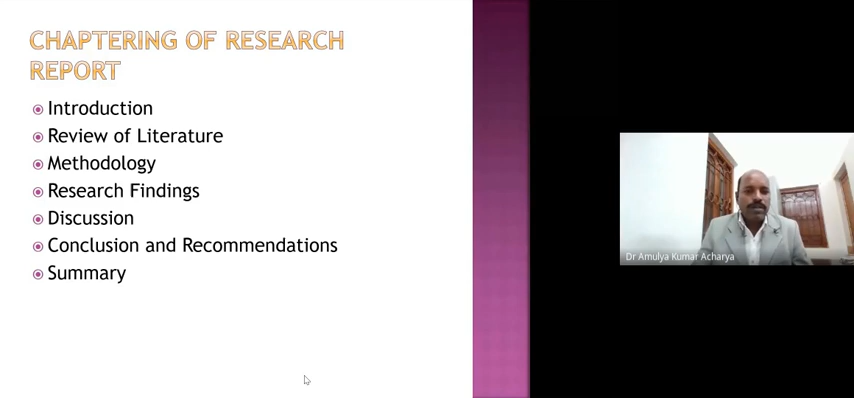 CHAPTERING OF RESEARCH
REPORT
Introduction
Review of Literature
Methodology
Research Findings
Discussion
Conclusion and Recommendations
Summary
Dr Amulya Kumar Acharya